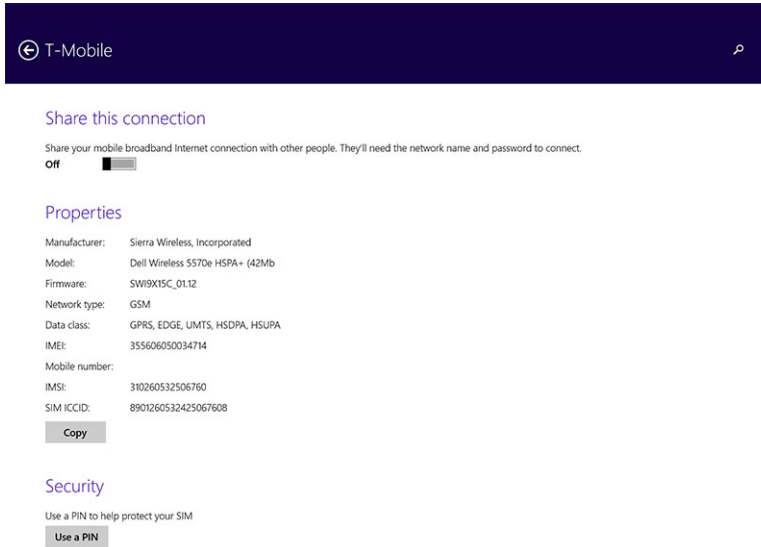 T-Mobile
Share this connection
Share your mobile broadband Internet connection with other people. They'll need the network name and password to connect.
Off
Properties
Manufacturer: Sierra Wireless, Incorporated
Model: Dell Wireless 5570e HSPA+ (42Mb
Firmware: SWI9X15C_01.12
Network type: GSM
Data class: GPRS, EDGE, UMTS, HSDPA, HSUPA
IMEI: 355606050034714
Mobile number:
IMSI: 310260532506760
SIM ICCID: 8901260532425067608
Copy
Security
Use a PIN to help protect your SIM
Use a PIN